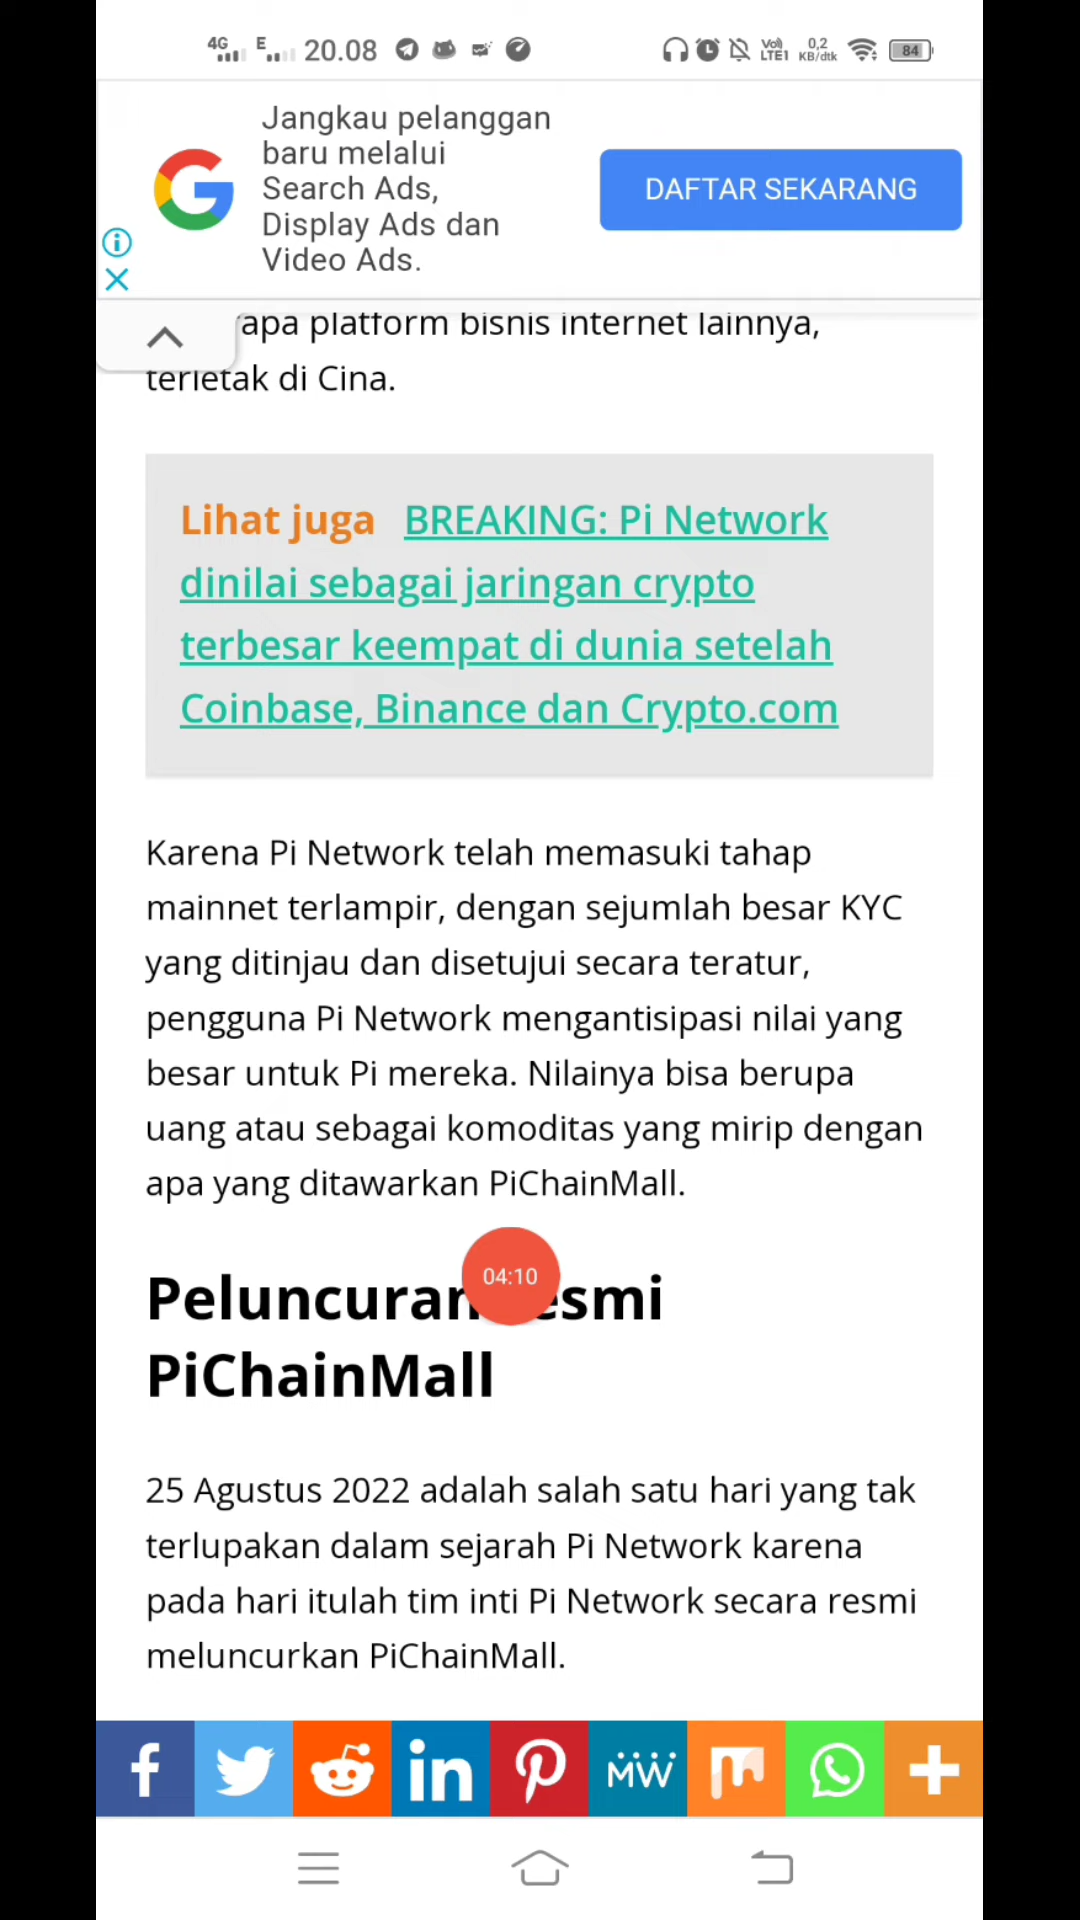 4G E 20.08 Vo) LTE1 0,2 KB/dtk 84
Jangkau pelanggan
baru melalui
Search Ads,
Display Ads dan
Video Ads.
DAFTAR SEKARANG
apa platform bisnis internet lainnya,
terletak di Cina.
Lihat juga BREAKING: Pi Network
dinilai sebagai jaringan crypto
terbesar keempat di dunia setelah
Coinbase, Binance dan Crypto.com
Karena Pi Network telah memasuki tahap
mainnet terlampir, dengan sejumlah besar KYC
yang ditinjau dan disetujui secara teratur,
pengguna Pi Network mengantisipasi nilai yang
besar untuk Pi mereka. Nilainya bisa berupa
uang atau sebagai komoditas yang mirip dengan
apa yang ditawarkan PiChainMall.
04:10
Peluncuran esmi
PiChainMall
25 Agustus 2022 adalah salah satu hari yang tak
terlupakan dalam sejarah Pi Network karena
pada hari itulah tim inti Pi Network secara resmi
meluncurkan PiChainMall.
MW